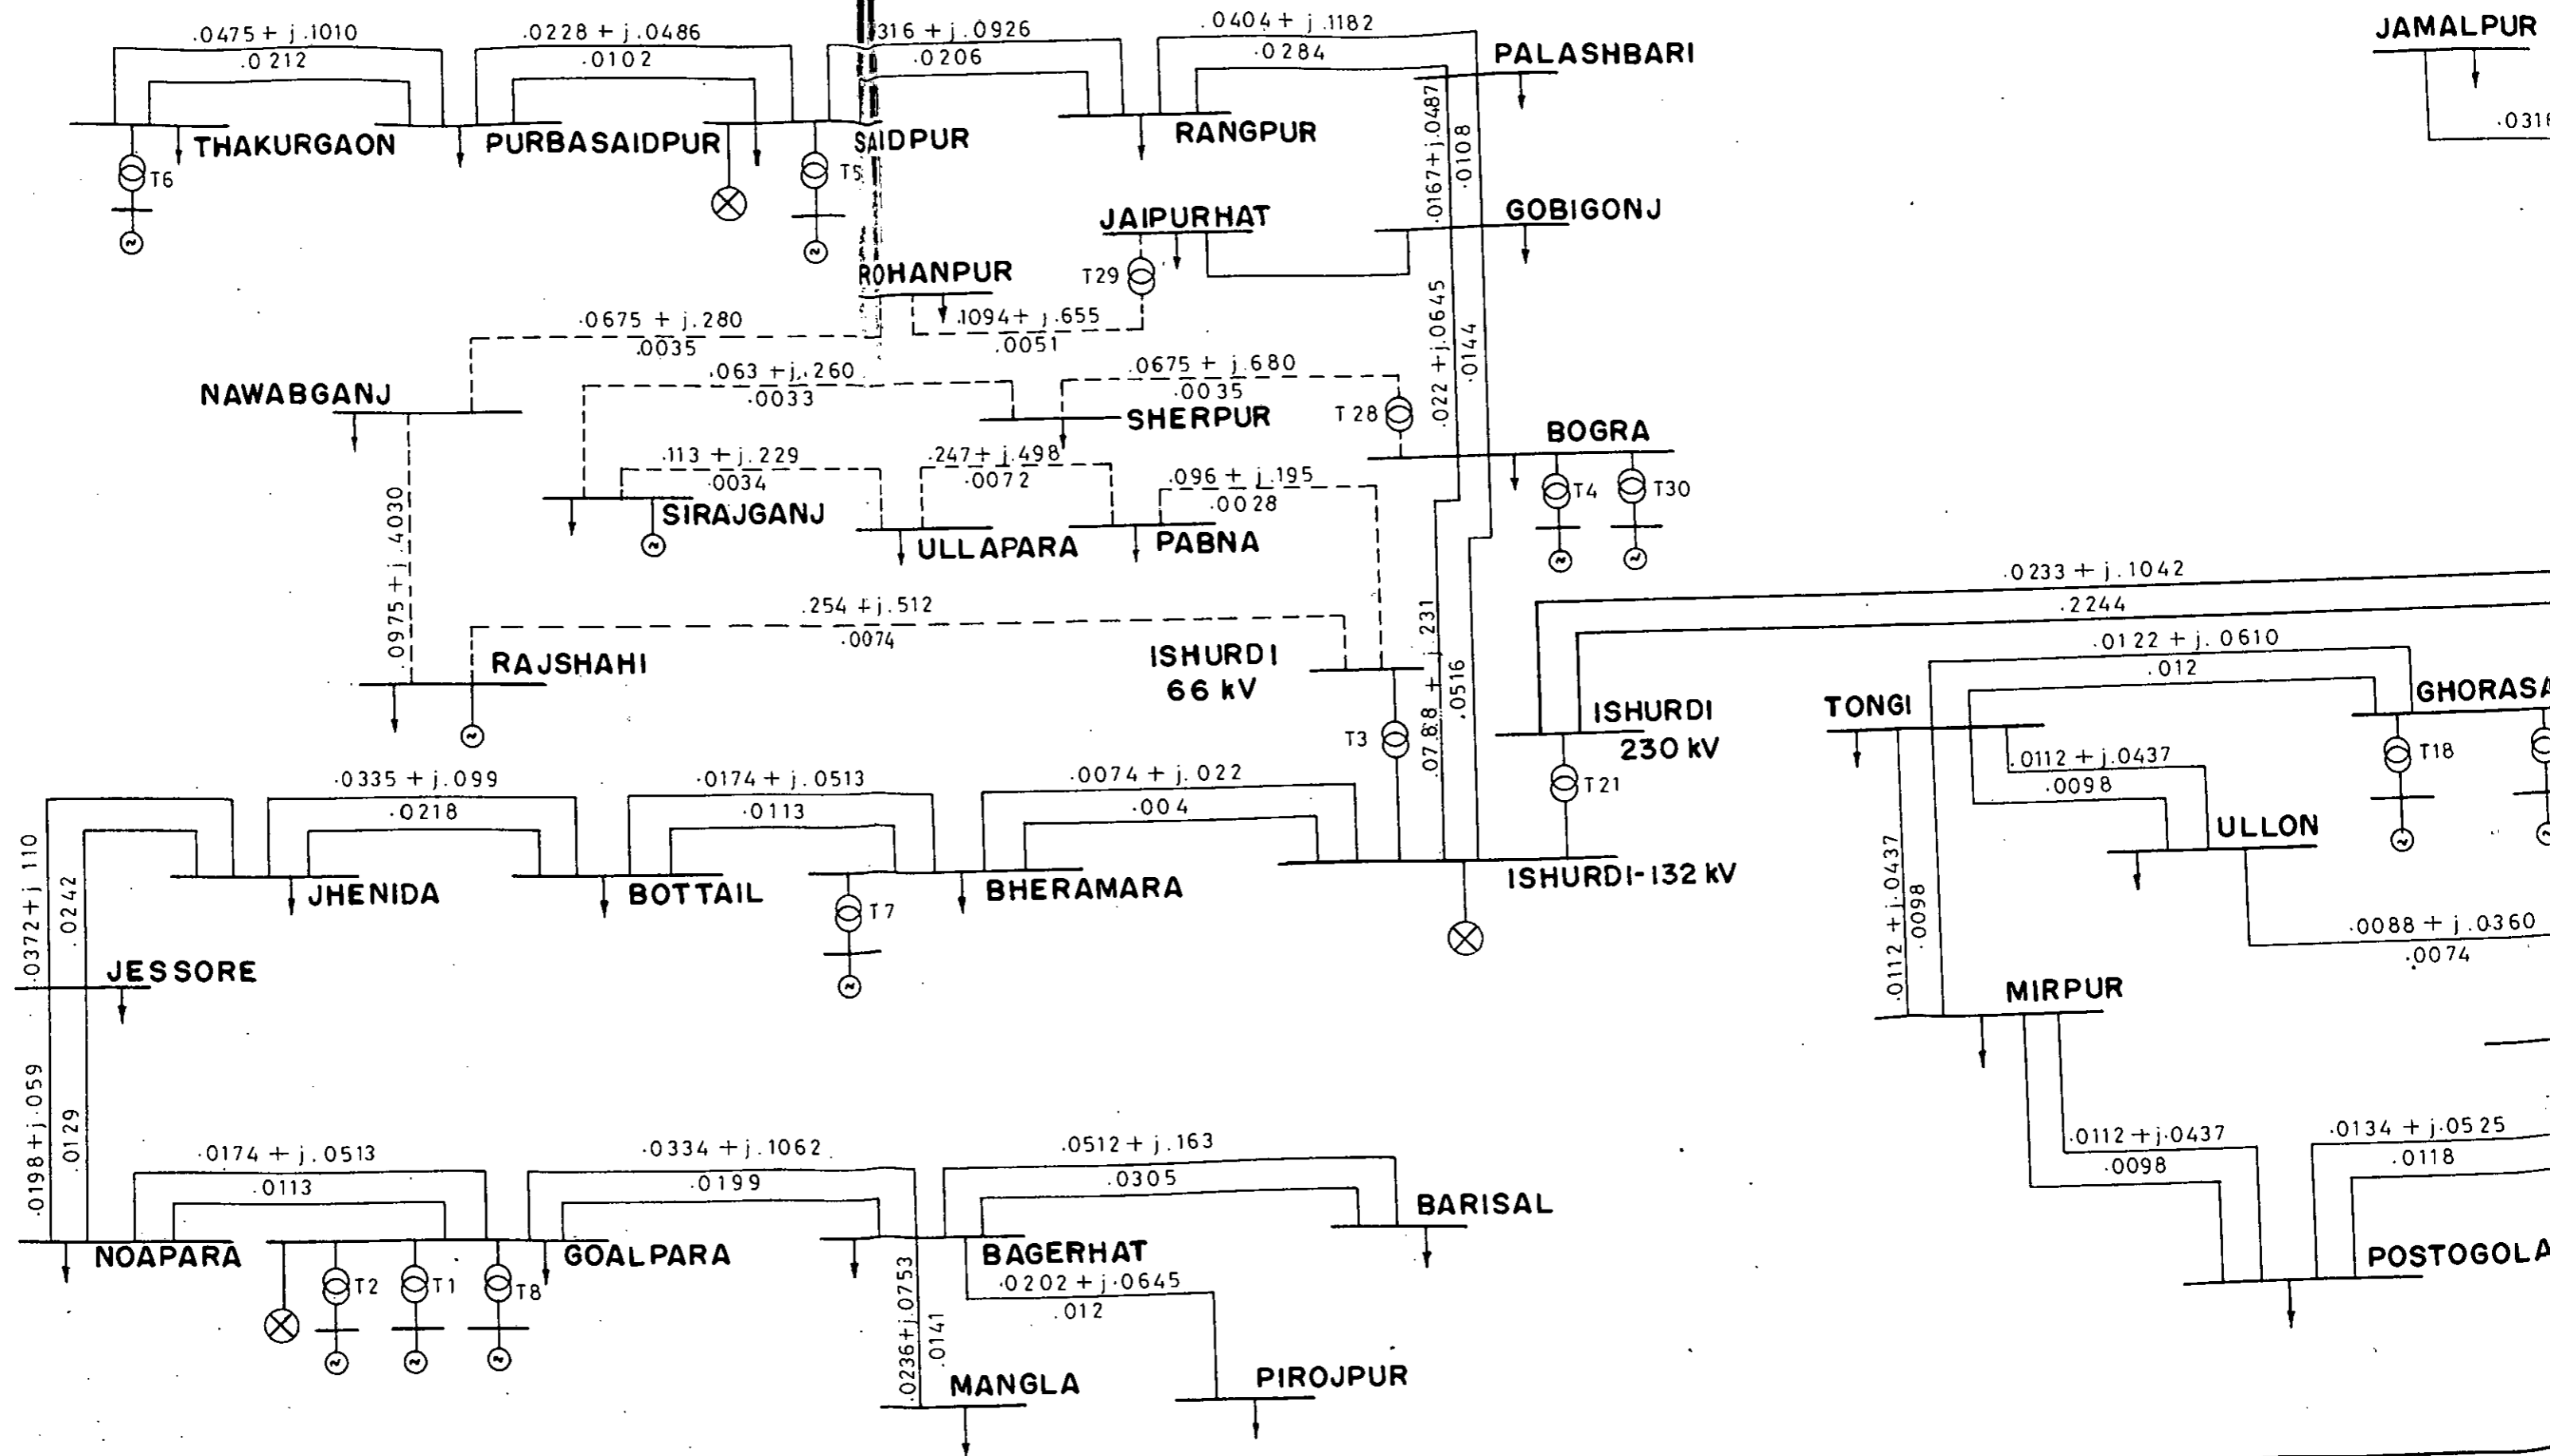 .0475 + j.1010
.0212
.0228 + j.0486
.0102
316 + j.0926
.0206
.0404 + j.1182
.0284
JAMALPUR
PALASHBARI
.0316
THAKURGAON
PURBASAIDPUR
SAIDPUR
RANGPUR
T6
T5
.0167+j.0487
.0108
JAIPURHAT
GOBIGONJ
ROHANPUR
T29
.0675 + j.280
.0035
.1094+ j.655
.0051
.022 +j.0645
.0144
.063 +j.260
.0033
.0675 + j.680
.0035
NAWABGANJ
SHERPUR
T28
BOGRA
.113 + j.229
.0034
.247+ j.498
.0072
.096 + j.195
.0028
T4
T30
SIRAJGANJ
ULLAPARA
PABNA
.0975 + j.4030
.0233 + j.1042
.2244
.254 + j.512
.0074
.0788 + j.231
.0516
.0122 + j.0610
.012
RAJSHAHI
ISHURDI
66 kV
T3
ISHURDI
230 kV
T21
TONGI
GHORASA
T18
.0112 + j.0437
.0098
.0335 + j.099
.0218
.0174 + j.0513
.0113
.0074 + j.022
.004
ULLON
.0372 + j 110
.0242
JHENIDA
BOTTAIL
BHERAMARA
ISHURDI-132 kV
T7
.0112 + j.0437
.0098
.0088 + j.0360
.0074
JESSORE
MIRPUR
.0198 + j.059
.0129
.0174 + j.0513
.0113
.0334 + j.1062
.0199
.0512 + j.163
.0305
.0112 + j.0437
.0098
.0134 + j.0525
.0118
BARISAL
NOAPARA
GOALPARA
BAGERHAT
POSTOGOLA
T2
T1
T8
.0236+j.0753
.0141
.0202 + j.0645
.012
MANGLA
PIROJPUR